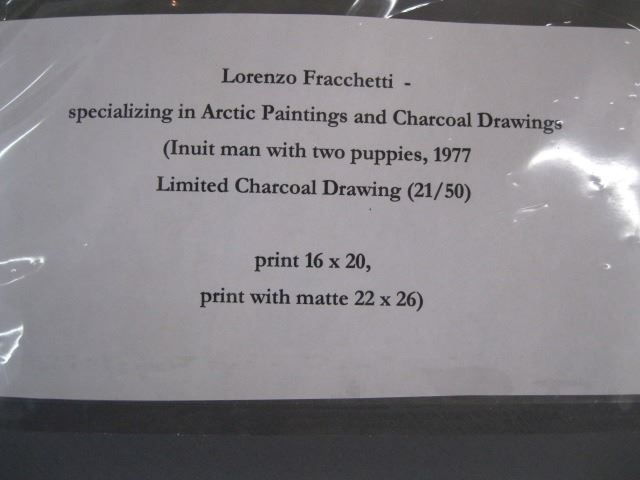 Lorenzo Fracchetti -
specializing in Arctic Paintings and Charcoal Drawings
(Inuit man with two puppies, 1977
Limited Charcoal Drawing (21/50)
print 16 x 20,
print with matte 22 x 26)